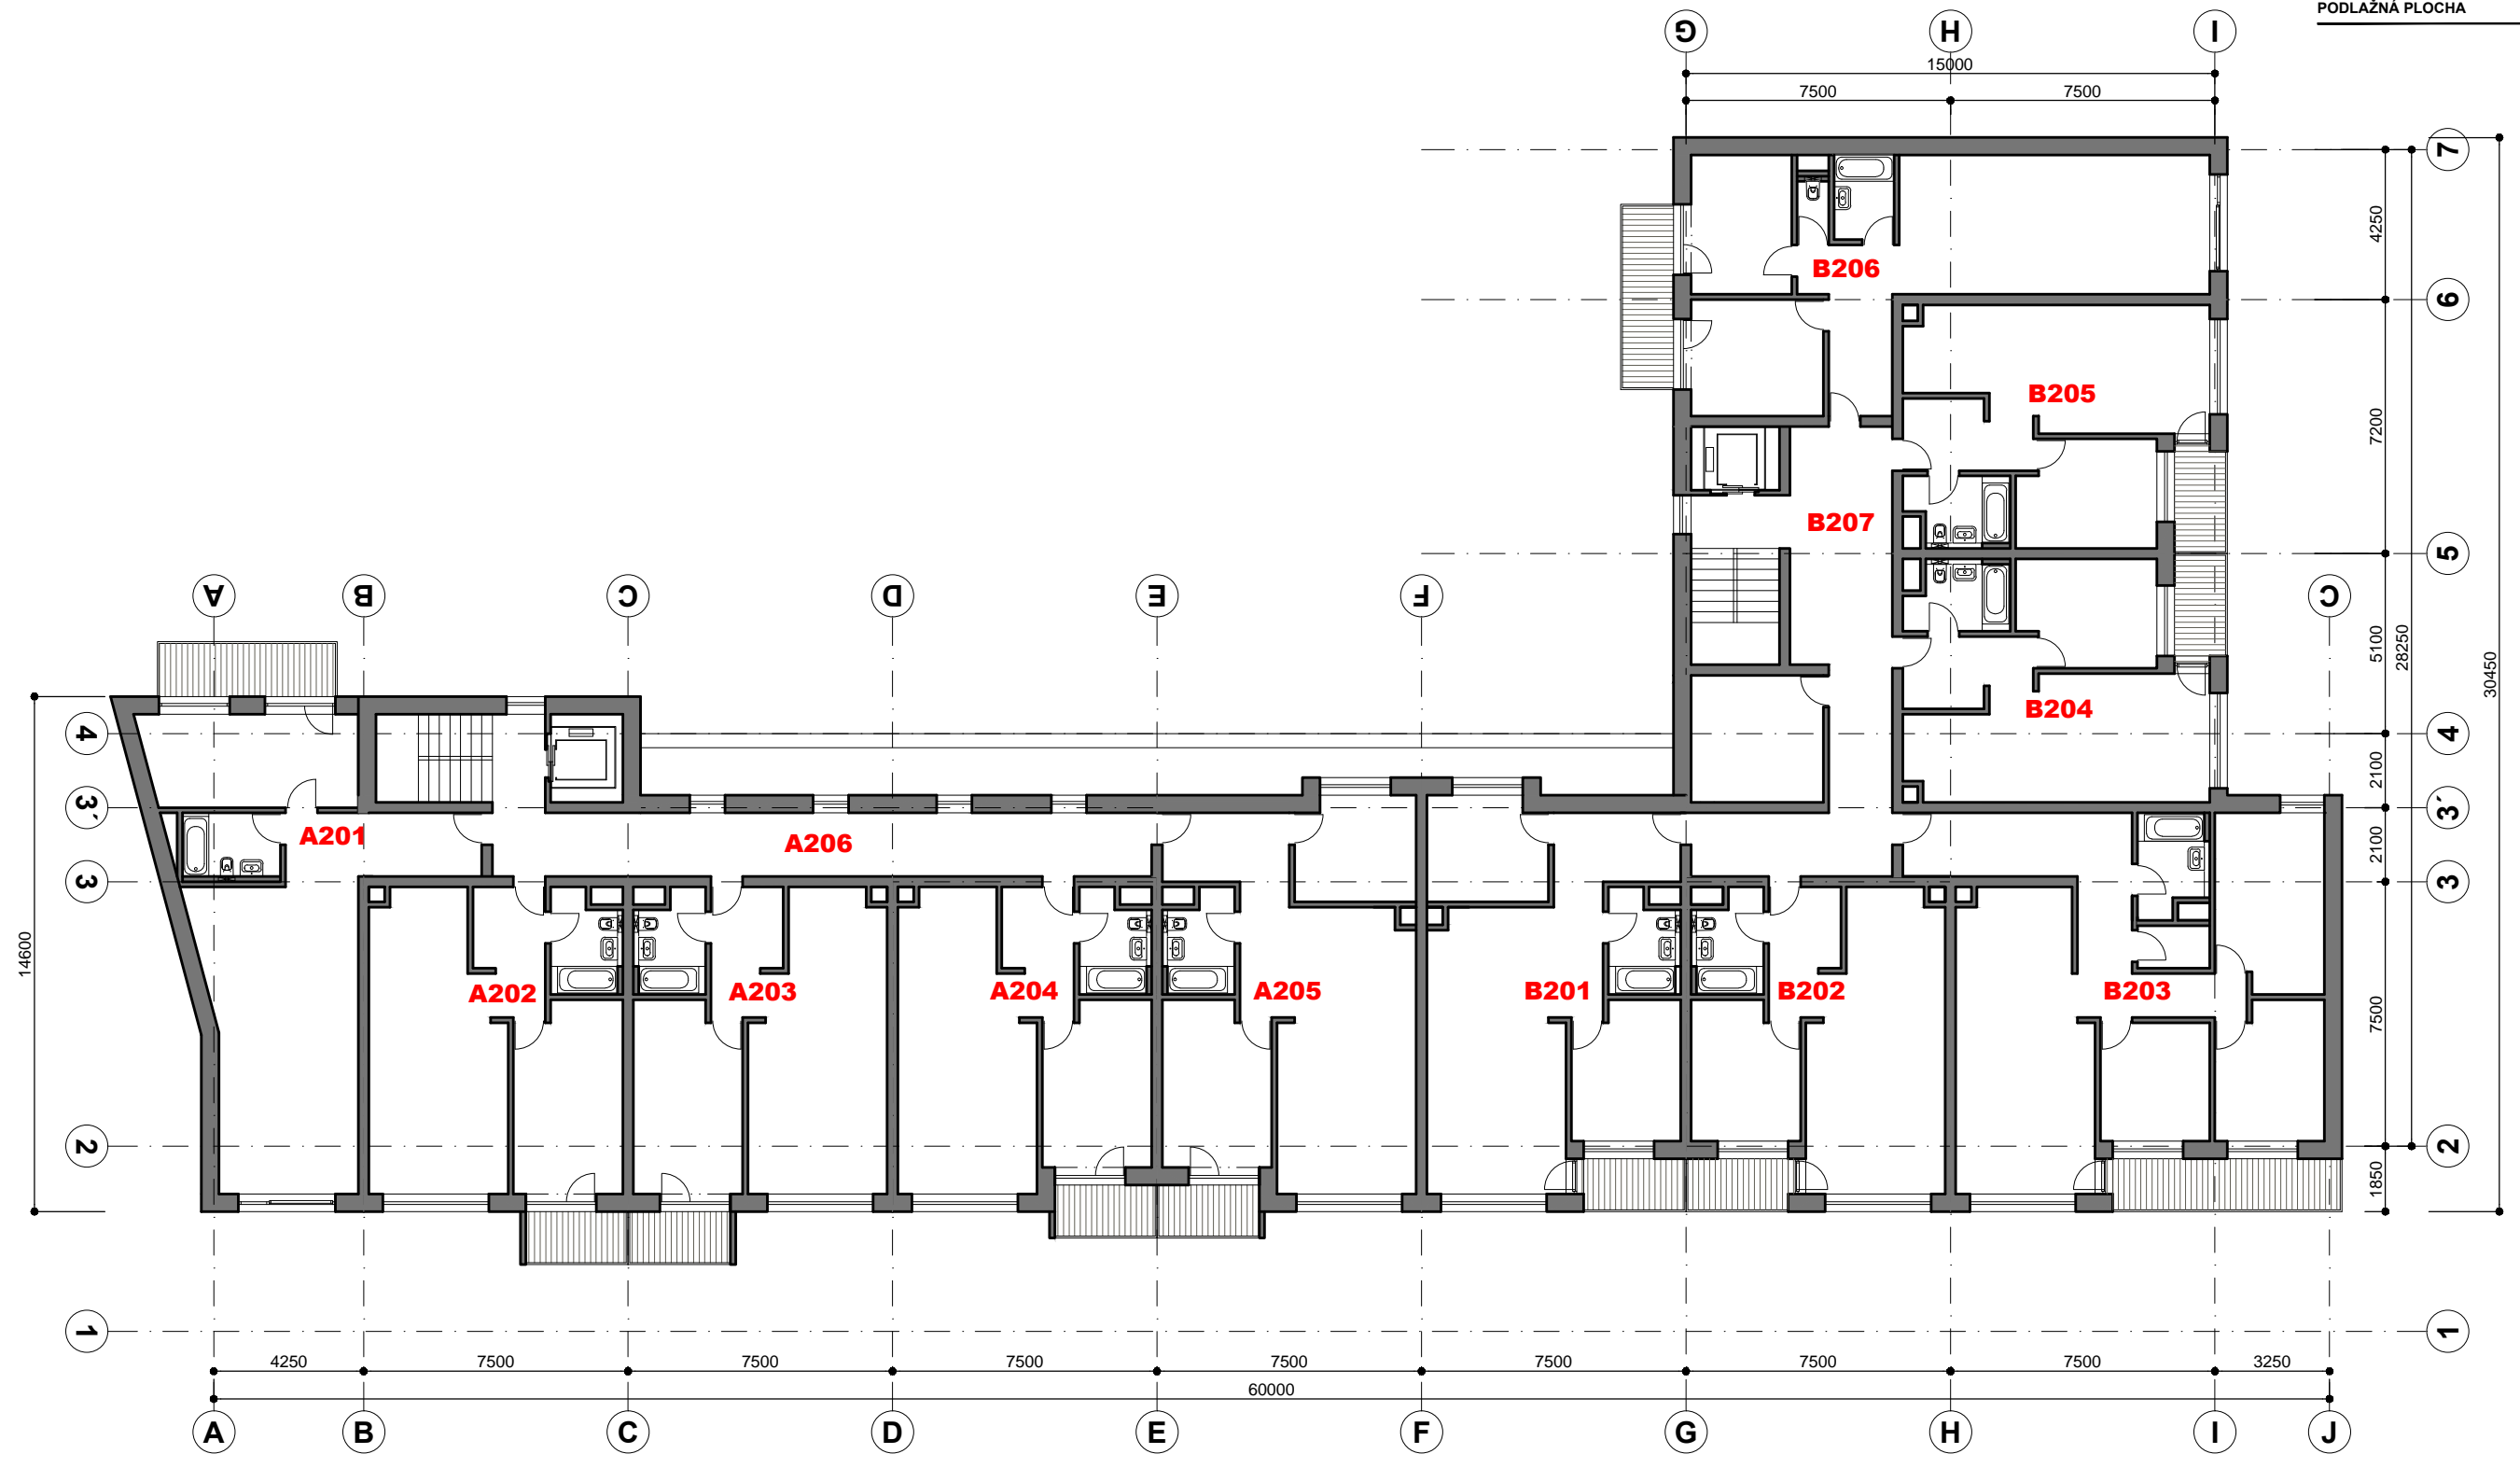 PODLAŽNÁ PLOCHA
G H I
15000
7500 7500
7
4250
6
B206
B205
7200
B207
5
A B C D E F C
5100
28250
30450
B204
4 4
2100
3´ 3´
A201
A206
2100
3 3
14600
A202 A203 A204 A205 B201 B202 B203
7500
2 2
1850
1 1
4250 7500 7500 7500 7500 7500 7500 7500 3250
60000
A B C D E F G H I J